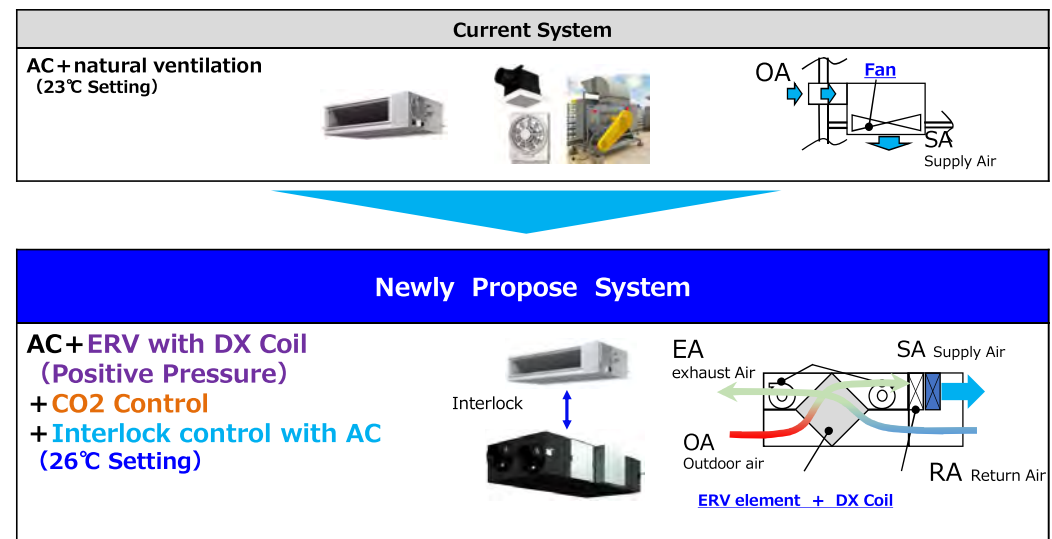 Current System
AC＋natural ventilation
（23℃ Setting）
OA
Fan
SA
Supply Air
Newly Propose System
AC＋ERV with DX Coil
（Positive Pressure）
＋CO2 Control
＋Interlock control with AC
（26℃ Setting）
Interlock
EA
exhaust Air
SA Supply Air
OA
Outdoor air
RA Return Air
ERV element + DX Coil